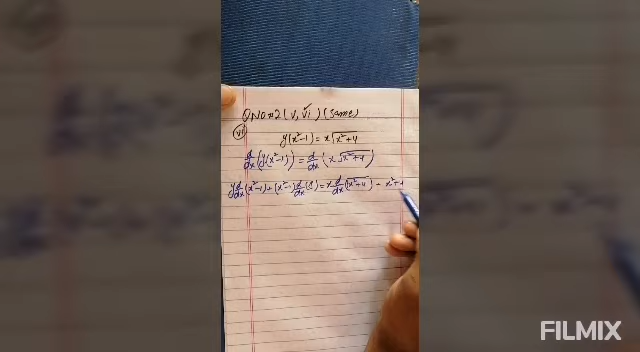 Q NO # 2 (v, vi) (same)
(vi) y(x²-1) = x√x²+4
d/dx (y(x²-1)) = d/dx (x√x²+4)
y d/dx (x²-1) + (x²-1) d/dx (y) = x d/dx (√x²+4) + x²+4
FILMIX